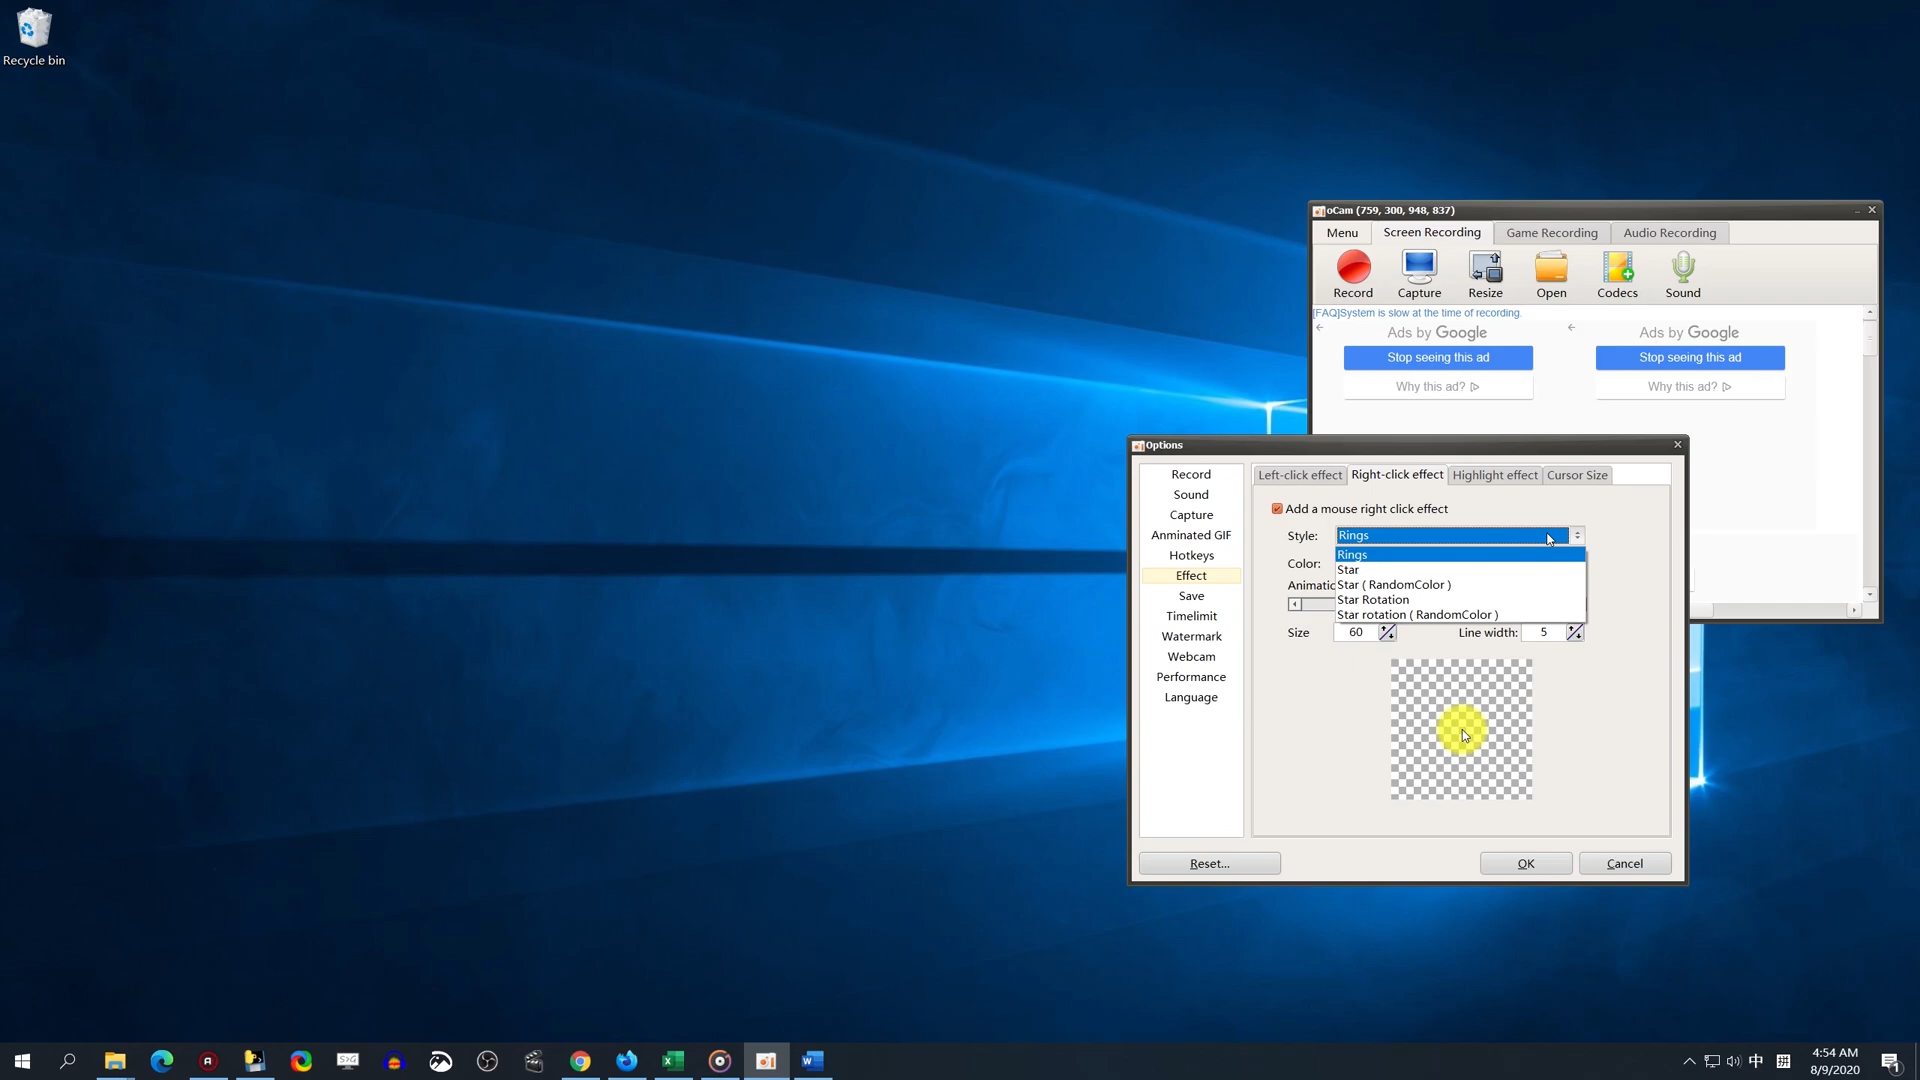 Recycle bin
oCam (759, 300, 948, 837)
Menu
Screen Recording
Game Recording
Audio Recording
Record
Capture
Resize
Open
Codecs
Sound
[FAQ]System is slow at the time of recording.
Ads by Google
Stop seeing this ad
Why this ad?
Ads by Google
Stop seeing this ad
Why this ad?
Options
Record
Sound
Capture
Anminated GIF
Hotkeys
Effect
Save
Timelimit
Watermark
Webcam
Performance
Language
Left-click effect
Right-click effect
Highlight effect
Cursor Size
Add a mouse right click effect
Style:
Rings
Rings
Star
Star ( RandomColor )
Star Rotation
Star rotation ( RandomColor )
Color:
Size
60
Line width:
5
Reset...
OK
Cancel
中
4:54 AM
8/9/2020
1